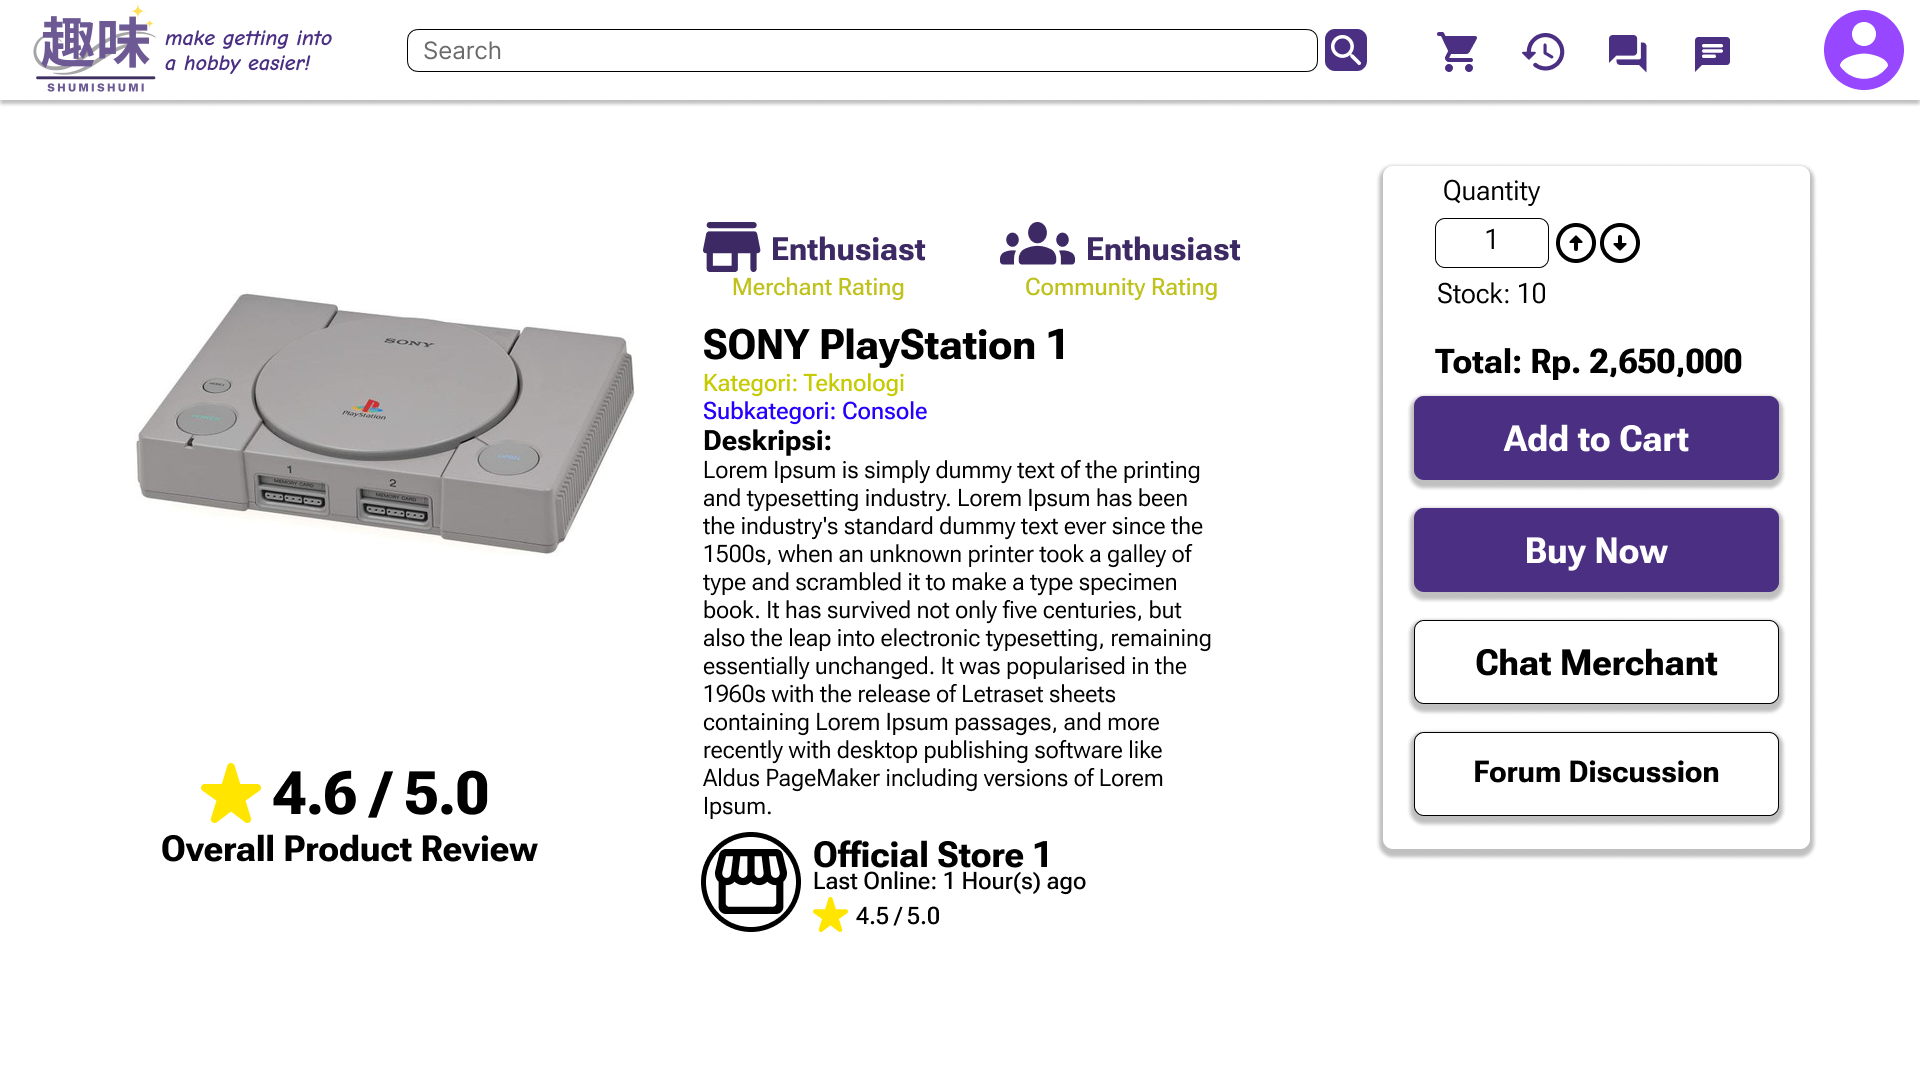 趣味
SHUMISHUMI
make getting into
a hobby easier!
Search
Enthusiast
Merchant Rating
Enthusiast
Community Rating
SONY PlayStation 1
Kategori: Teknologi
Subkategori: Console
Deskripsi:
Lorem Ipsum is simply dummy text of the printing
and typesetting industry. Lorem Ipsum has been
the industry's standard dummy text ever since the
1500s, when an unknown printer took a galley of
type and scrambled it to make a type specimen
book. It has survived not only five centuries, but
also the leap into electronic typesetting, remaining
essentially unchanged. It was popularised in the
1960s with the release of Letraset sheets
containing Lorem Ipsum passages, and more
recently with desktop publishing software like
Aldus PageMaker including versions of Lorem
Ipsum.
Official Store 1
Last Online: 1 Hour(s) ago
4.5 / 5.0
SONY
PlayStation
POWER
OPEN
1
MEMORY CARD
2
MEMORY CARD
4.6 / 5.0
Overall Product Review
Quantity
1
Stock: 10
Total: Rp. 2,650,000
Add to Cart
Buy Now
Chat Merchant
Forum Discussion